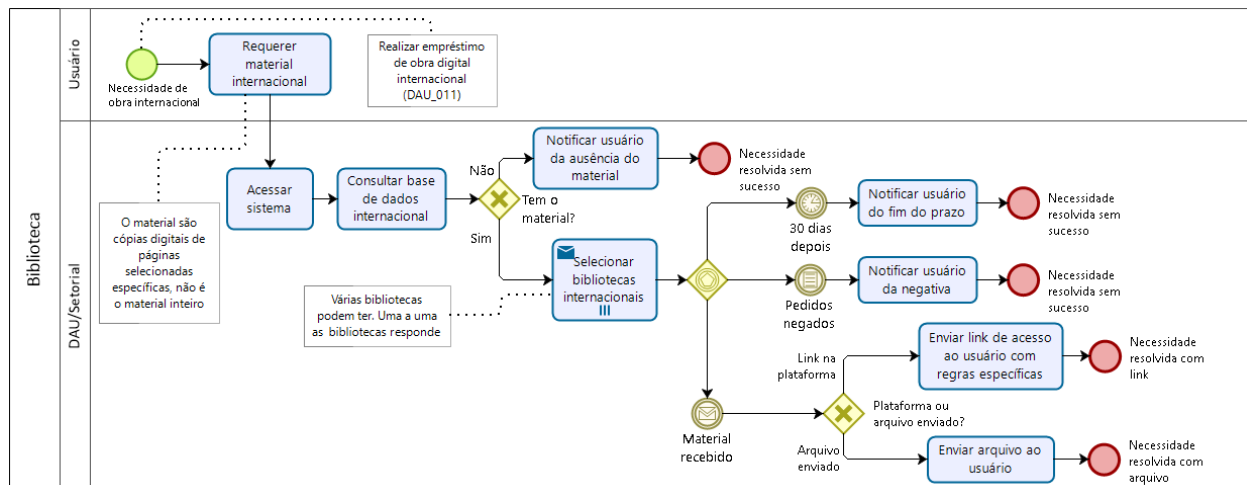 Biblioteca
Usuário
DAU/Setorial
Necessidade de
obra internacional
Requerer
material
internacional
Realizar empréstimo
de obra digital
internacional
(DAU_011)
O material são
cópias digitais de
páginas
selecionadas
específicas, não é
o material inteiro
Acessar
sistema
Consultar base
de dados
internacional
Não
Tem o
material?
Sim
Notificar usuário
da ausência do
material
Necessidade
resolvida sem
sucesso
Selecionar
bibliotecas
internacionais
Várias bibliotecas
podem ter. Uma a uma
as bibliotecas responde
30 dias
depois
Notificar usuário
do fim do prazo
Necessidade
resolvida sem
sucesso
Pedidos
negados
Notificar usuário
da negativa
Necessidade
resolvida sem
sucesso
Material
recebido
Link na
plataforma
Plataforma ou
arquivo enviado?
Arquivo
enviado
Enviar link de acesso
ao usuário com
regras específicas
Necessidade
resolvida com
link
Enviar arquivo ao
usuário
Necessidade
resolvida com
arquivo